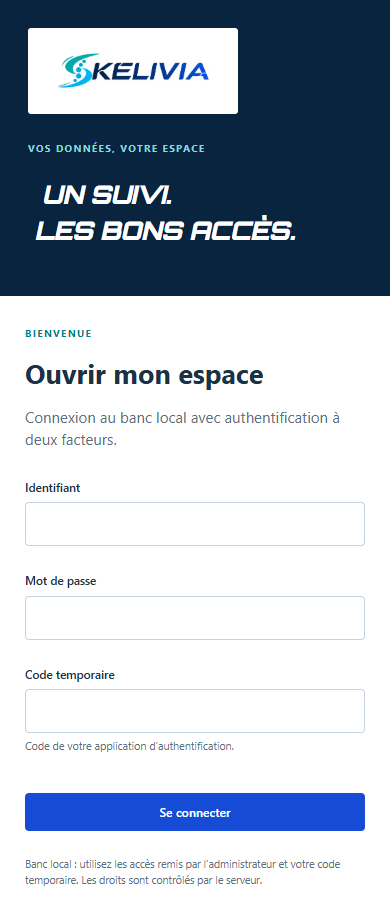 SKELIVIA
VOS DONNÉES, VOTRE ESPACE
UN SUIVI.
LES BONS ACCÈS.
BIENVENUE
Ouvrir mon espace
Connexion au banc local avec authentification à
deux facteurs.
Identifiant
Mot de passe
Code temporaire
Code de votre application d'authentification.
Se connecter
Banc local : utilisez les accès remis par l'administrateur et votre code
temporaire. Les droits sont contrôlés par le serveur.